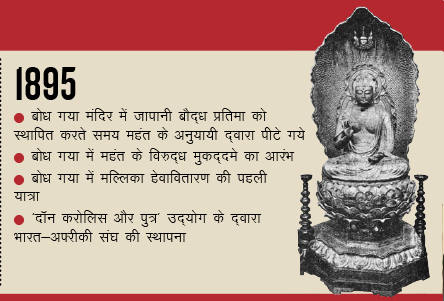 1895
● बोध गया मंदिर में जापानी बौद्ध प्रतिमा को
स्थापित करते समय महंत के अनुयायी द्वारा पीटे गये
● बोध गया में महंत के विरुद्ध मुकद्दमे का आरंभ
● बोध गया में मल्लिका हेवावितारण की पहली
यात्रा
● ‘दॉन करोलिस और पुत्र’ उद्योग के द्वारा
भारत–अफ्रीकी संघ की स्थापना